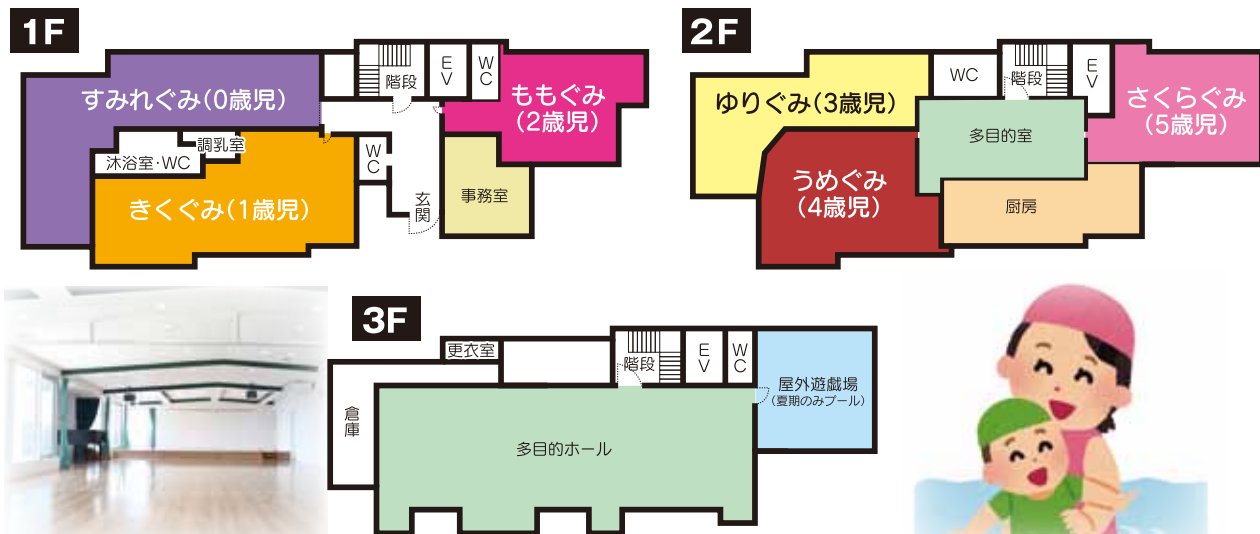 1F
すみれぐみ(0歳児)
階段
EV
WC
ももぐみ
(2歳児)
調乳室
沐浴室・WC
きくぐみ(1歳児)
WC
玄関
事務室
2F
ゆりぐみ(3歳児)
WC
階段
EV
さくらぐみ
(5歳児)
多目的室
うめぐみ
(4歳児)
厨房
3F
更衣室
階段
EV
WC
屋外遊戯場
(夏期のみプール)
倉庫
多目的ホール